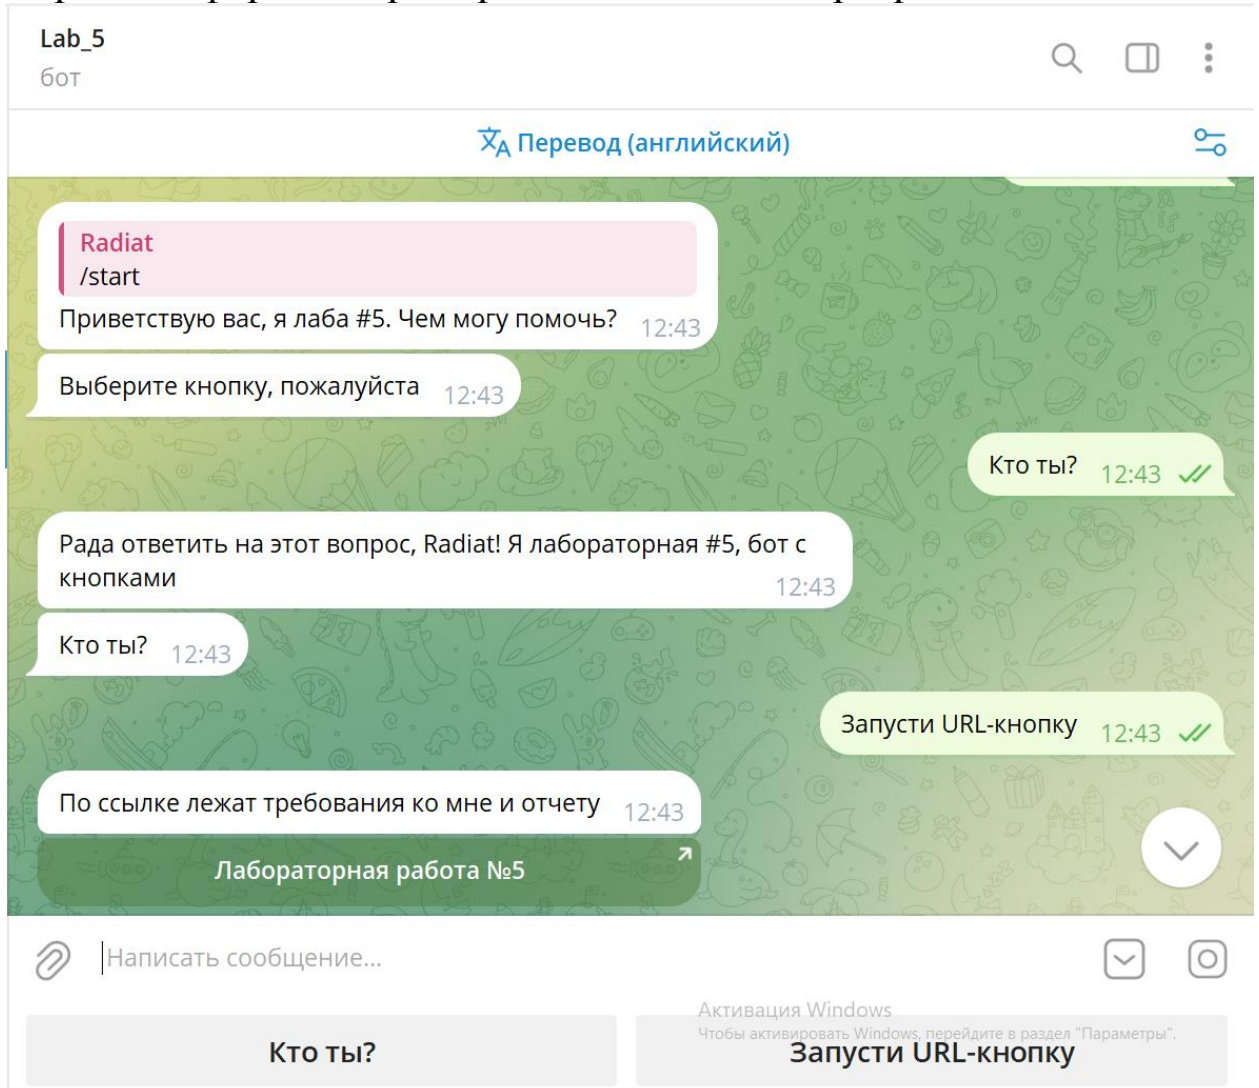 Lab_5
бот
Перевод (английский)
Radiat
/start
Приветствую вас, я лаба #5. Чем могу помочь? 12:43
Выберите кнопку, пожалуйста 12:43
Кто ты? 12:43
Рада ответить на этот вопрос, Radiat! Я лабораторная #5, бот с
кнопками 12:43
Кто ты? 12:43
Запусти URL-кнопку 12:43
По ссылке лежат требования ко мне и отчету 12:43
Лабораторная работа №5
Написать сообщение...
Активация Windows
Чтобы активировать Windows, перейдите в раздел "Параметры".
Кто ты?
Запусти URL-кнопку